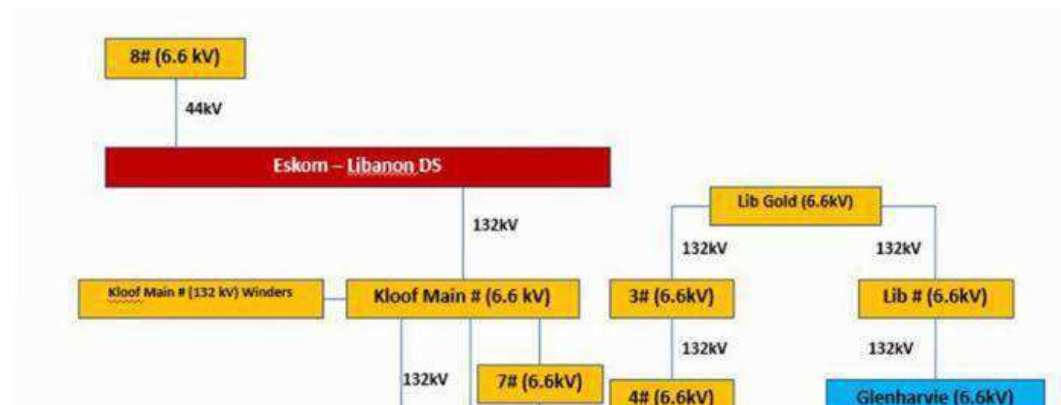 8# (6.6 kV)
44kV
Eskom – Libanon DS
Lib Gold (6.6kV)
132kV
132kV
132kV
Kloof Main # (132 kV) Winders
Kloof Main # (6.6 kV)
3# (6.6kV)
Lib # (6.6kV)
132kV
132kV
132kV
7# (6.6kV)
4# (6.6kV)
Glenharvie (6.6kV)